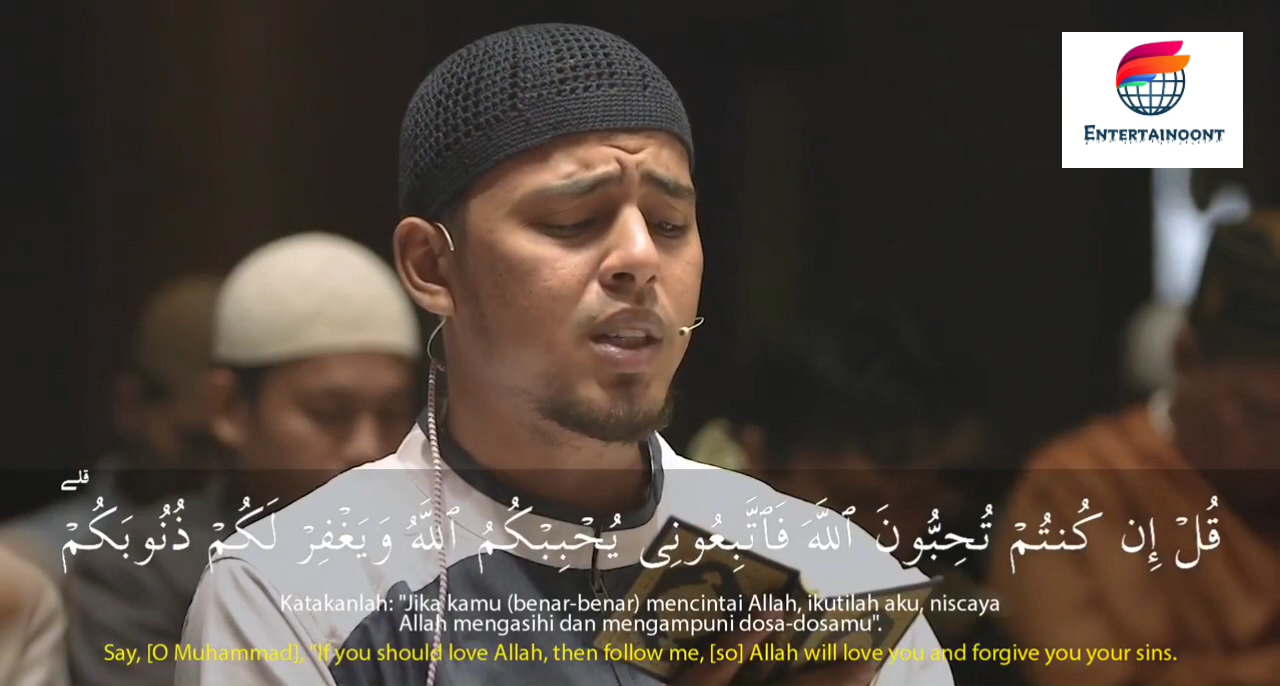 ENTERTAINOONT
قُلْ إِن كُنتُمْ تُحِبُّونَ ٱللَّهَ فَٱتَّبِعُونِى يُحْبِبْكُمُ ٱللَّهُ وَيَغْفِرْ لَكُمْ ذُنُوبَكُمْ ۗ
Katakanlah: "Jika kamu (benar-benar) mencintai Allah, ikutilah aku, niscaya
Allah mengasihi dan mengampuni dosa-dosamu".
Say, [O Muhammad], "If you should love Allah, then follow me, [so] Allah will love you and forgive you your sins.